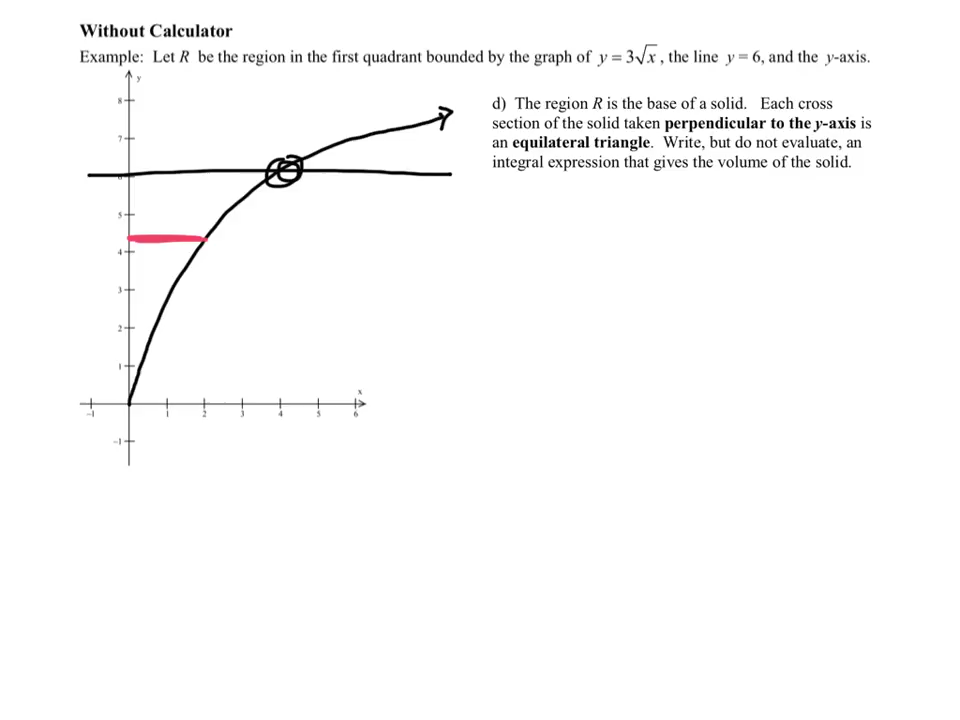 Without Calculator
Example: Let R be the region in the first quadrant bounded by the graph of y = 3√x, the line y = 6, and the y-axis.
y
8
7
6
5
4
3
2
1
-1
x
-1 1 2 3 4 5 6
d) The region R is the base of a solid. Each cross
section of the solid taken perpendicular to the y-axis is
an equilateral triangle. Write, but do not evaluate, an
integral expression that gives the volume of the solid.